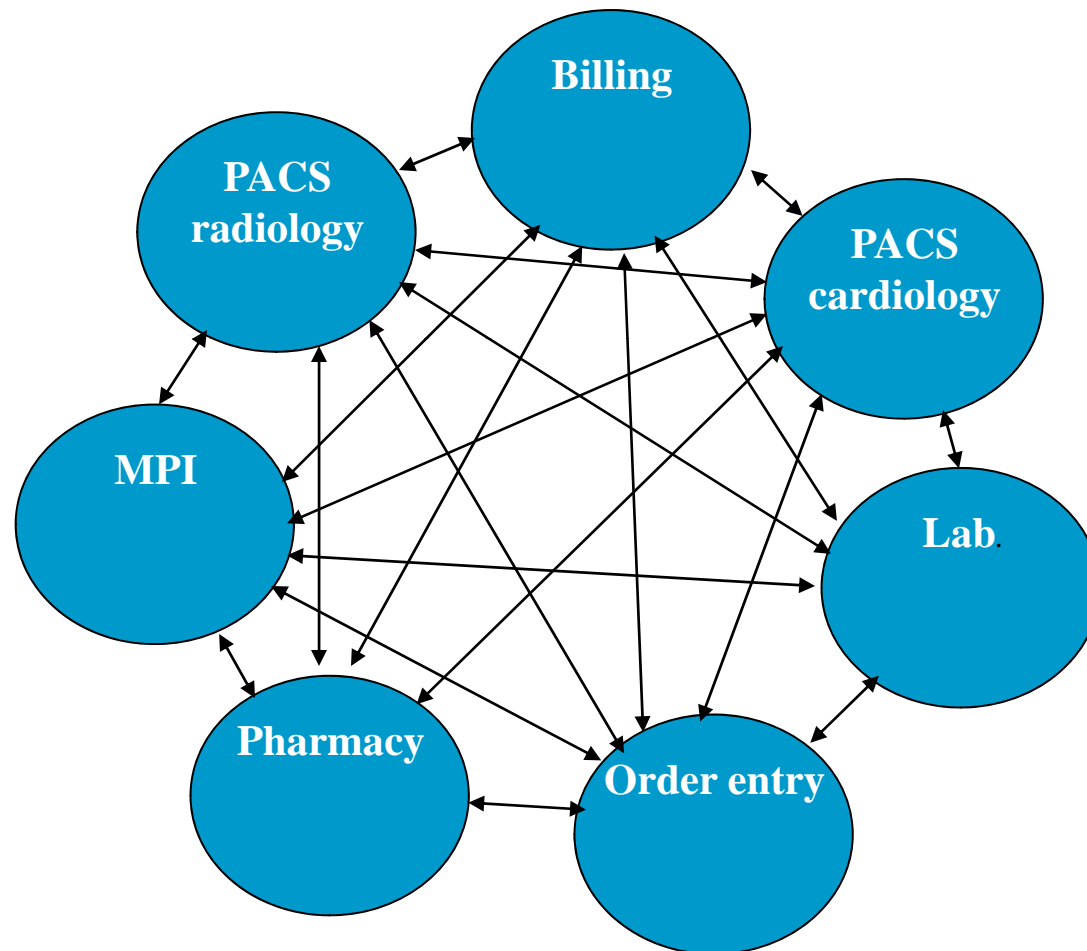 Billing
PACS
radiology
PACS
cardiology
MPI
Lab.
Pharmacy
Order entry